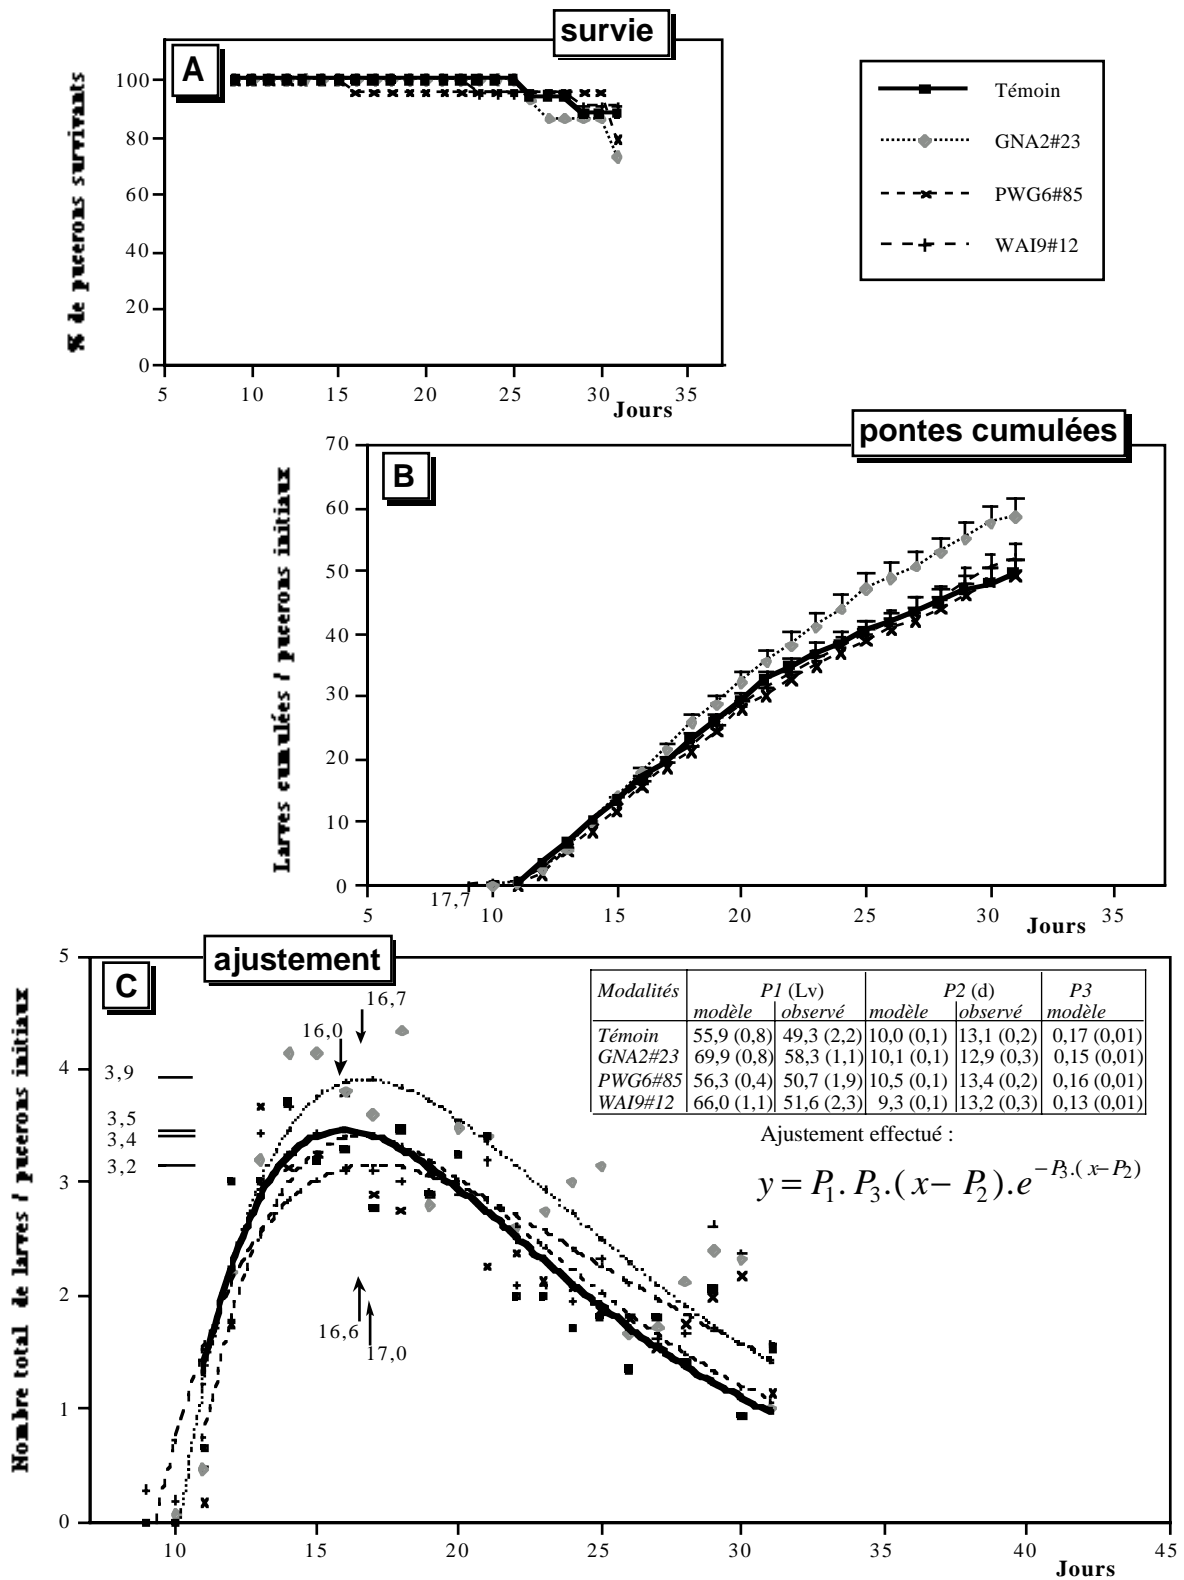 survie
A
% de pucerons survivants
100
80
60
40
20
0
5
10
15
20
25
30
35
Jours
Témoin
GNA2#23
PWG6#85
WAI9#12
pontes cumulées
B
Larves cumulées / pucerons initiaux
70
60
50
40
30
20
10
0
17,7
5
10
15
20
25
30
35
Jours
ajustement
C
Nombre total de larves / pucerons initiaux
5
4
3
2
1
0
3,9
3,5
3,4
3,2
16,7
16,0
16,6
17,0
Modalités P1 (Lv) P2 (d) P3
modèle observé modèle observé modèle
Témoin 55,9 (0,8) 49,3 (2,2) 10,0 (0,1) 13,1 (0,2) 0,17 (0,01)
GNA2#23 69,9 (0,8) 58,3 (1,1) 10,1 (0,1) 12,9 (0,3) 0,15 (0,01)
PWG6#85 56,3 (0,4) 50,7 (1,9) 10,5 (0,1) 13,4 (0,2) 0,16 (0,01)
WAI9#12 66,0 (1,1) 51,6 (2,3) 9,3 (0,1) 13,2 (0,3) 0,13 (0,01)
Ajustement effectué :
y = P₁. P₃.( x− P₂).e^−P₃.( x−P₂)
10
15
20
25
30
35
40
45
Jours